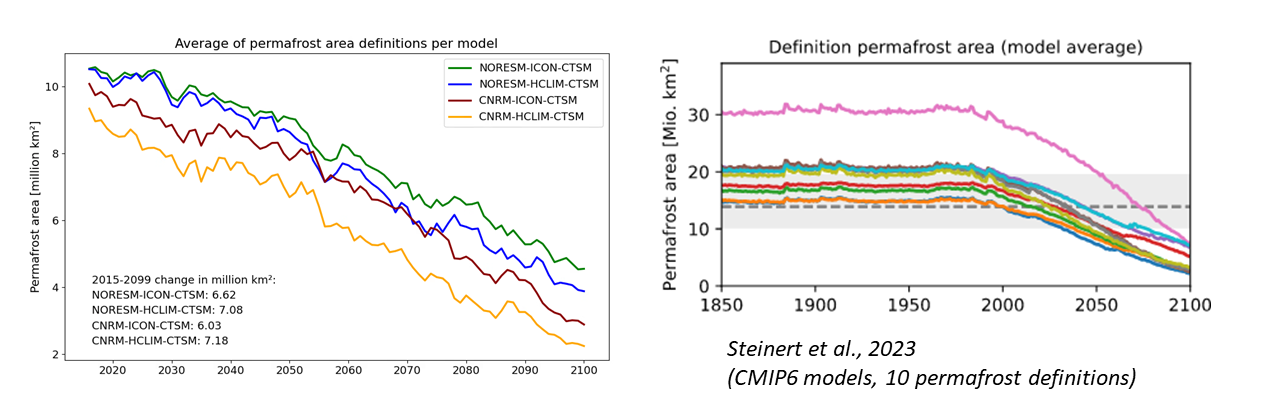 Average of permafrost area definitions per model
Permafrost area [million km²]
10
8
6
4
2
NORESM-ICON-CTSM
NORESM-HCLIM-CTSM
CNRM-ICON-CTSM
CNRM-HCLIM-CTSM
2015-2099 change in million km²:
NORESM-ICON-CTSM: 6.62
NORESM-HCLIM-CTSM: 7.08
CNRM-ICON-CTSM: 6.03
CNRM-HCLIM-CTSM: 7.18
2020 2030 2040 2050 2060 2070 2080 2090 2100
Definition permafrost area (model average)
Permafrost area [Mio. km²]
30
20
10
0
1850 1900 1950 2000 2050 2100
Steinert et al., 2023
(CMIP6 models, 10 permafrost definitions)